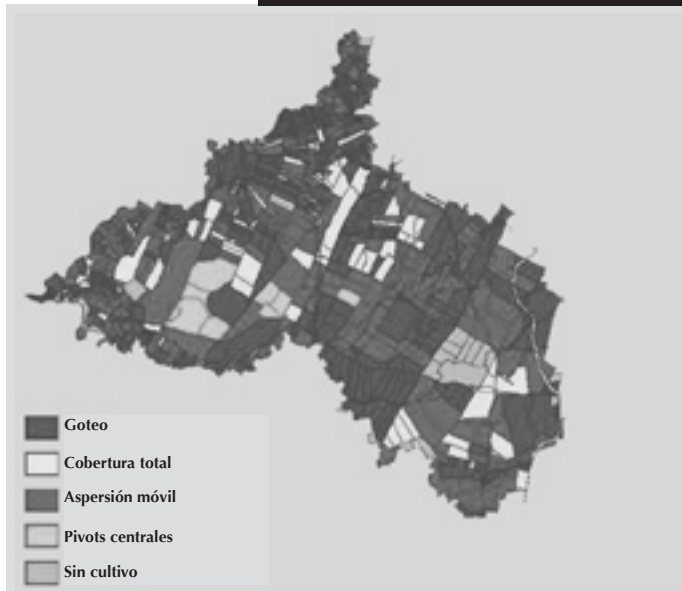 Goteo
Cobertura total
Aspersión móvil
Pivots centrales
Sin cultivo